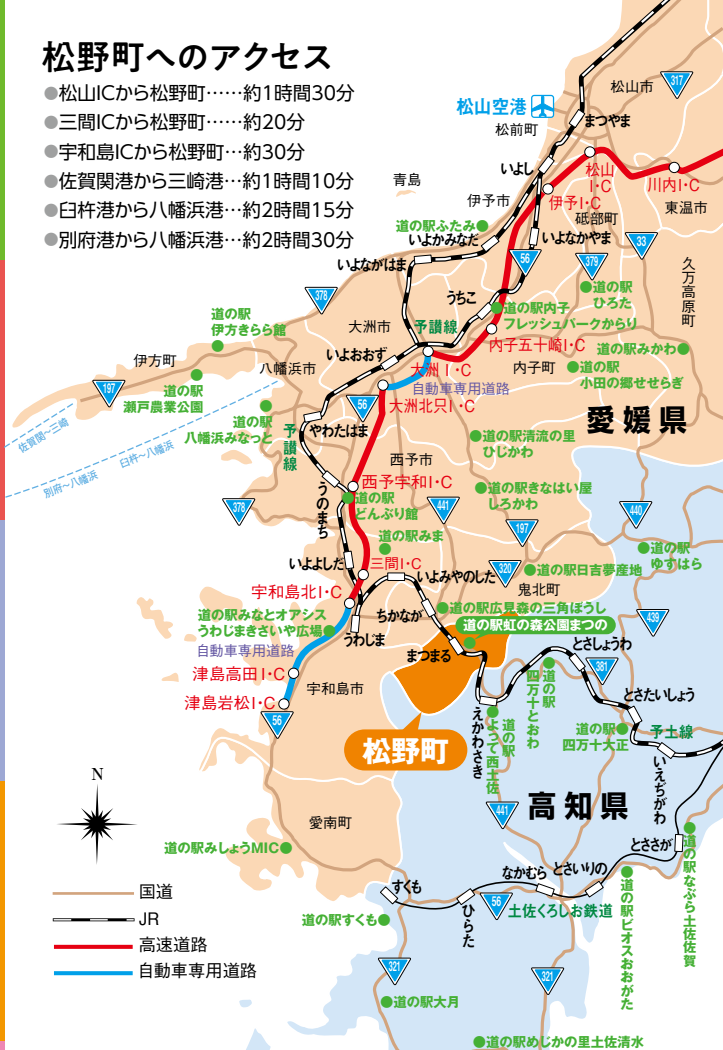 松野町へのアクセス
●松山ICから松野町……約1時間30分
●三間ICから松野町……約20分
●宇和島ICから松野町…約30分
●佐賀関港から三崎港…約1時間10分
●臼杵港から八幡浜港…約2時間15分
●別府港から八幡浜港…約2時間30分
松山市
317
松山空港
松前町
まつやま
いよし
松山
I・C
川内I・C
青島
伊予市
伊予I・C
砥部町
東温市
道の駅ふたみ
いよかみなだ
いよなかやま
33
56
379
いよながはま
久万高原町
378
うちこ
道の駅
ひろた
道の駅
伊方きらら館
大洲市
予讃線
道の駅内子
フレッシュパークからり
伊方町
八幡浜市
いよおおず
内子五十崎I・C
道の駅みかわ
大洲I・C
内子町
道の駅
小田の郷せせらぎ
197
道の駅
瀬戸農業公園
自動車専用道路
56
大洲北只I・C
愛媛県
佐賀関~三崎
道の駅
八幡浜みなっと
予讃線
やわたはま
道の駅清流の里
ひじかわ
臼杵~八幡浜
別府~八幡浜
西予市
西予宇和I・C
うのまち
道の駅
どんぶり館
道の駅きなはい屋
しろかわ
378
441
440
197
道の駅みま
道の駅
ゆすはら
いよよしだ
三間I・C
いよみやのした
320
道の駅日吉夢産地
鬼北町
宇和島北I・C
ちかなが
道の駅広見森の三角ぼうし
439
道の駅みなとオアシス
うわじまきさいや広場
道の駅虹の森公園まつの
うわじま
自動車専用道路
まつまる
とさしょうわ
381
津島高田I・C
宇和島市
道の駅
四万十とおわ
とさたいしょう
津島岩松I・C
えかわさき
道の駅
よって西土佐
56
道の駅
四万十大正
予土線
松野町
いえぢがわ
N
高知県
441
愛南町
道の駅みしょうMIC
とさが
道の駅なぶら土佐佐賀
国道
すくも
なかむら
とさいりの
道の駅ビオスおおがた
JR
道の駅すくも
ひらた
56
土佐くろしお鉄道
高速道路
自動車専用道路
321
321
道の駅大月
道の駅めじかの里土佐清水